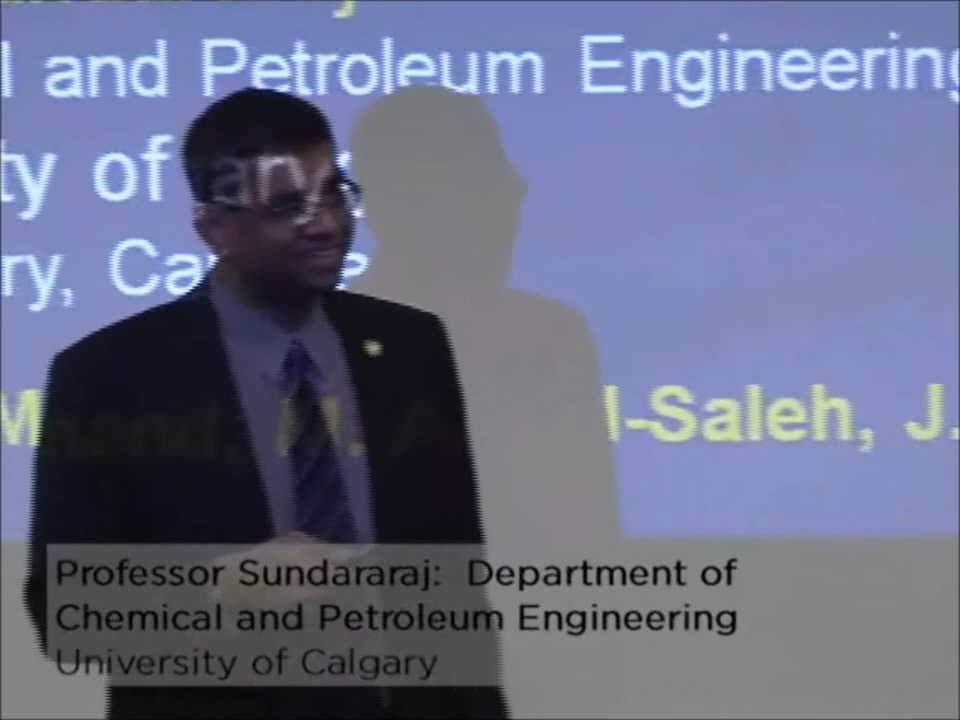 l and Petroleum Engineering
ty of
ry, Ca
l-Saleh, J.
Professor Sundararaj: Department of
Chemical and Petroleum Engineering
University of Calgary